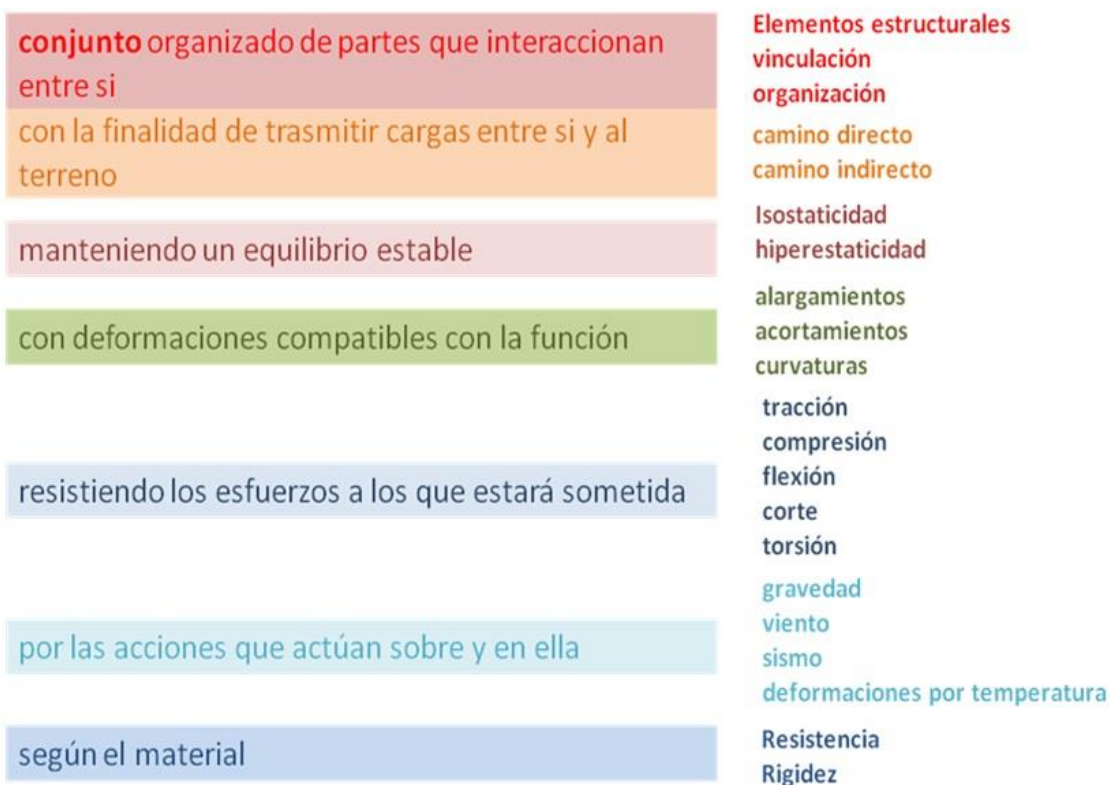 conjunto organizado de partes que interaccionan
entre si
Elementos estructurales
vinculación
organización
con la finalidad de trasmitir cargas entre si y al
terreno
camino directo
camino indirecto
manteniendo un equilibrio estable
Isostaticidad
hiperestaticidad
con deformaciones compatibles con la función
alargamientos
acortamientos
curvaturas
resistiendo los esfuerzos a los que estará sometida
tracción
compresión
flexión
corte
torsión
por las acciones que actúan sobre y en ella
gravedad
viento
sismo
deformaciones por temperatura
según el material
Resistencia
Rigidez